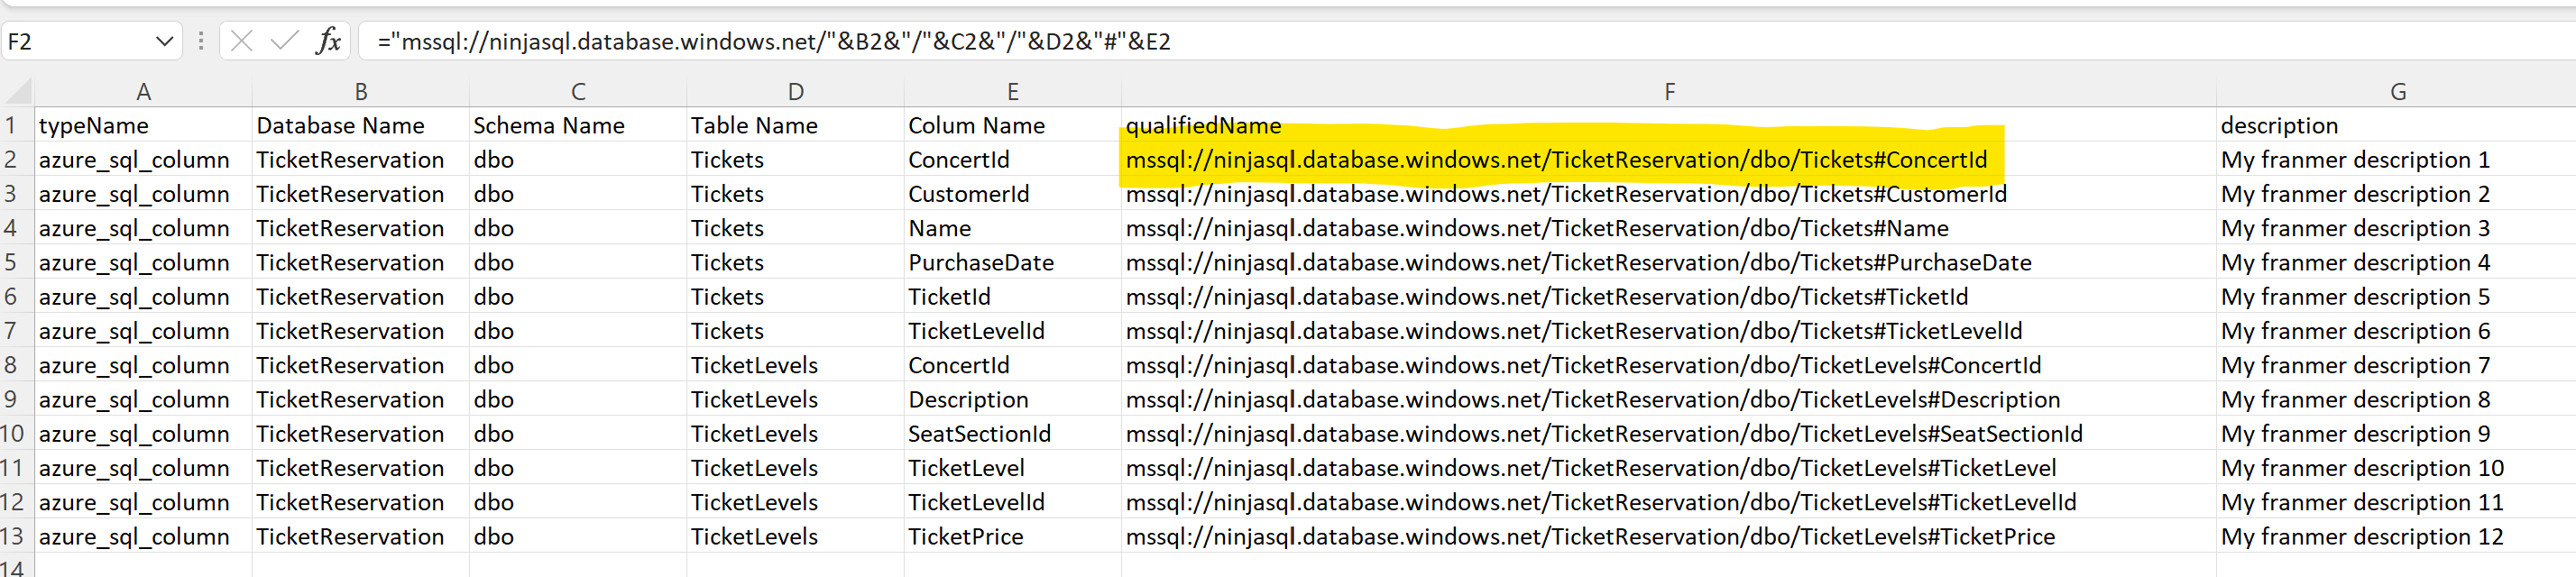 F2 fx ="mssql://ninjasql.database.windows.net/"&B2&"/"&C2&"/"&D2&"#"&E2
A B C D E F G
1 typeName Database Name Schema Name Table Name Colum Name qualifiedName description
2 azure_sql_column TicketReservation dbo Tickets ConcertId mssql://ninjasql.database.windows.net/TicketReservation/dbo/Tickets#ConcertId My franmer description 1
3 azure_sql_column TicketReservation dbo Tickets CustomerId mssql://ninjasql.database.windows.net/TicketReservation/dbo/Tickets#CustomerId My franmer description 2
4 azure_sql_column TicketReservation dbo Tickets Name mssql://ninjasql.database.windows.net/TicketReservation/dbo/Tickets#Name My franmer description 3
5 azure_sql_column TicketReservation dbo Tickets PurchaseDate mssql://ninjasql.database.windows.net/TicketReservation/dbo/Tickets#PurchaseDate My franmer description 4
6 azure_sql_column TicketReservation dbo Tickets TicketId mssql://ninjasql.database.windows.net/TicketReservation/dbo/Tickets#TicketId My franmer description 5
7 azure_sql_column TicketReservation dbo Tickets TicketLevelId mssql://ninjasql.database.windows.net/TicketReservation/dbo/Tickets#TicketLevelId My franmer description 6
8 azure_sql_column TicketReservation dbo TicketLevels ConcertId mssql://ninjasql.database.windows.net/TicketReservation/dbo/TicketLevels#ConcertId My franmer description 7
9 azure_sql_column TicketReservation dbo TicketLevels Description mssql://ninjasql.database.windows.net/TicketReservation/dbo/TicketLevels#Description My franmer description 8
10 azure_sql_column TicketReservation dbo TicketLevels SeatSectionId mssql://ninjasql.database.windows.net/TicketReservation/dbo/TicketLevels#SeatSectionId My franmer description 9
11 azure_sql_column TicketReservation dbo TicketLevels TicketLevel mssql://ninjasql.database.windows.net/TicketReservation/dbo/TicketLevels#TicketLevel My franmer description 10
12 azure_sql_column TicketReservation dbo TicketLevels TicketLevelId mssql://ninjasql.database.windows.net/TicketReservation/dbo/TicketLevels#TicketLevelId My franmer description 11
13 azure_sql_column TicketReservation dbo TicketLevels TicketPrice mssql://ninjasql.database.windows.net/TicketReservation/dbo/TicketLevels#TicketPrice My franmer description 12
14